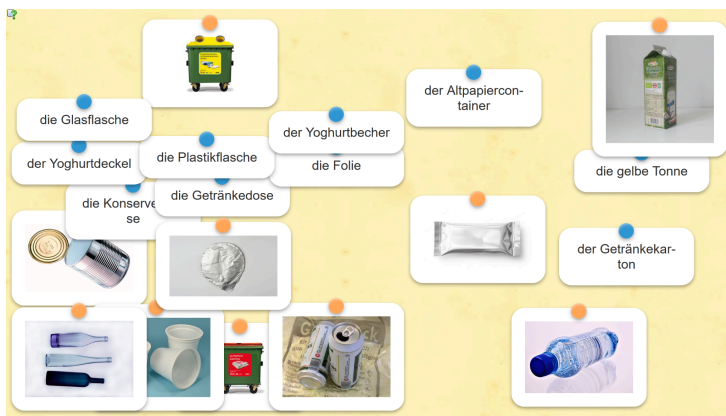 der Altpapiercon-
tainer
die Glasflasche
der Yoghurtbecher
die Plastikflasche
der Yoghurtdeckel
die Folie
die gelbe Tonne
die Getränkedose
die Konserve
se
der Getränkekar-
ton